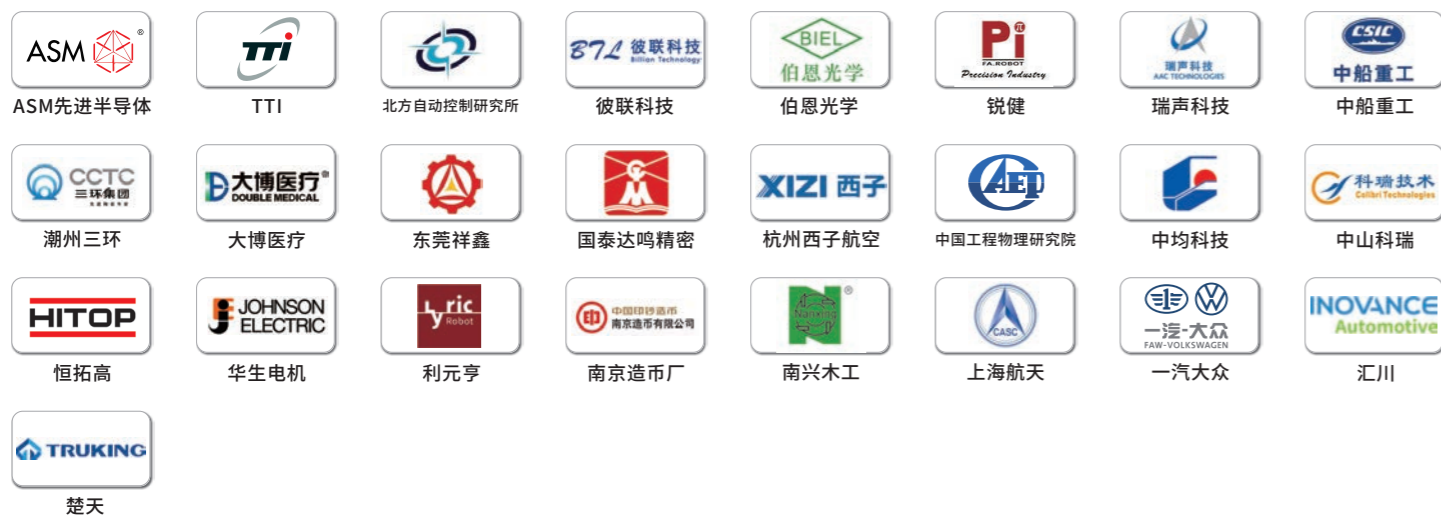 ASM ®
TTI
BTL 彼联科技
Billion Technology
BIEL
伯恩光学
Pi
FA.ROBOT
Precision Industry
瑞声科技
AAC TECHNOLOGIES
CSIC
中船重工
ASM先进半导体
TTI
北方自动控制研究所
彼联科技
伯恩光学
锐健
瑞声科技
中船重工
CCTC
三环集团
大博医疗®
DOUBLE MEDICAL
XIZI 西子
CAEP
科瑞技术
Colibri Technologies
潮州三环
大博医疗
东莞祥鑫
国泰达鸣精密
杭州西子航空
中国工程物理研究院
中均科技
中山科瑞
HITOP
JOHNSON
ELECTRIC
Lyric
Robot
印
中国印钞造币
南京造币有限公司
N ®
Nanxing
CASC
一汽-大众
FAW-VOLKSWAGEN
INOVANCE
Automotive
恒拓高
华生电机
利元亨
南京造币厂
南兴木工
上海航天
一汽大众
汇川
TRUKING
楚天